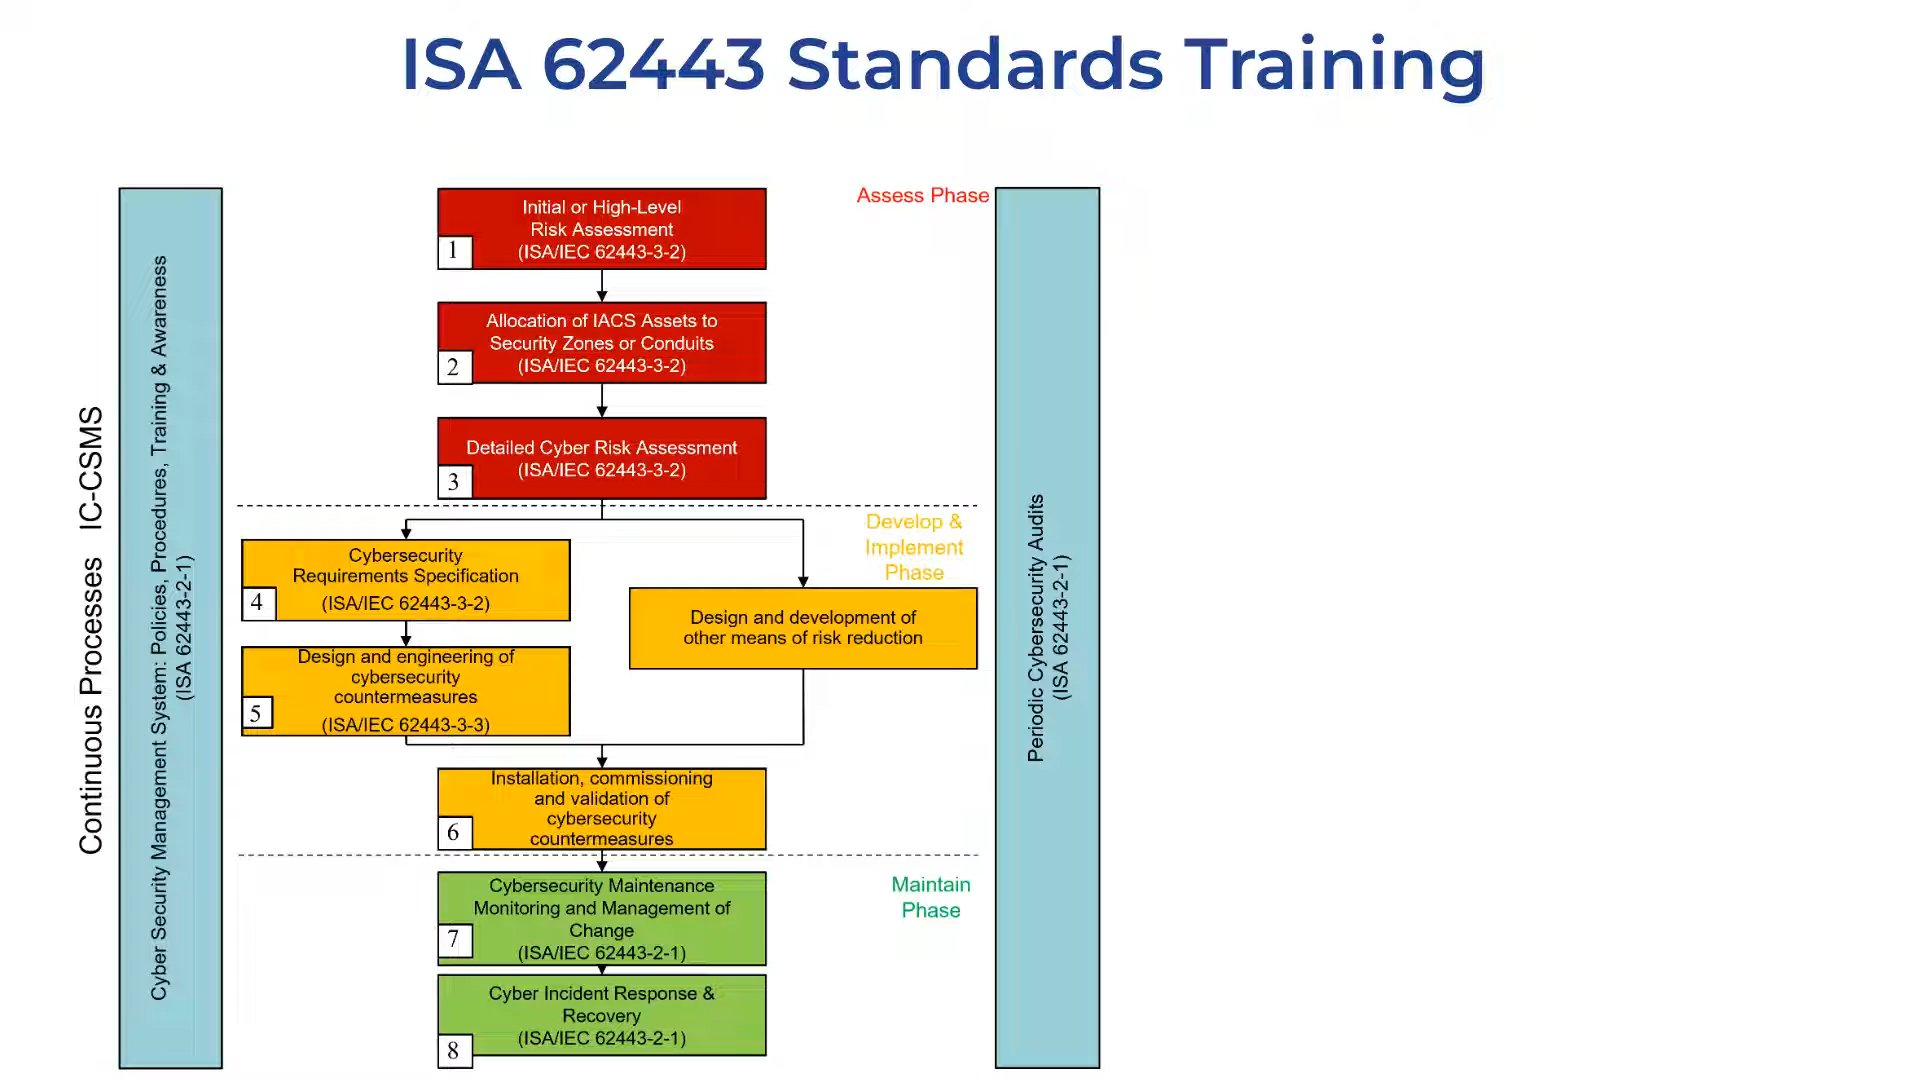 ISA 62443 Standards Training
Continuous Processes IC-CSMS
Cyber Security Management System: Policies, Procedures, Training & Awareness
(ISA 62443-2-1)
Assess Phase
Initial or High-Level
Risk Assessment
(ISA/IEC 62443-3-2)
1
Allocation of IACS Assets to
Security Zones or Conduits
(ISA/IEC 62443-3-2)
2
Detailed Cyber Risk Assessment
(ISA/IEC 62443-3-2)
3
Develop &
Implement
Phase
Cybersecurity
Requirements Specification
(ISA/IEC 62443-3-2)
4
Design and development of
other means of risk reduction
Design and engineering of
cybersecurity
countermeasures
(ISA/IEC 62443-3-3)
5
Installation, commissioning
and validation of
cybersecurity
countermeasures
6
Maintain
Phase
Cybersecurity Maintenance
Monitoring and Management of
Change
(ISA/IEC 62443-2-1)
7
Cyber Incident Response &
Recovery
(ISA/IEC 62443-2-1)
8
Periodic Cybersecurity Audits
(ISA 62443-2-1)